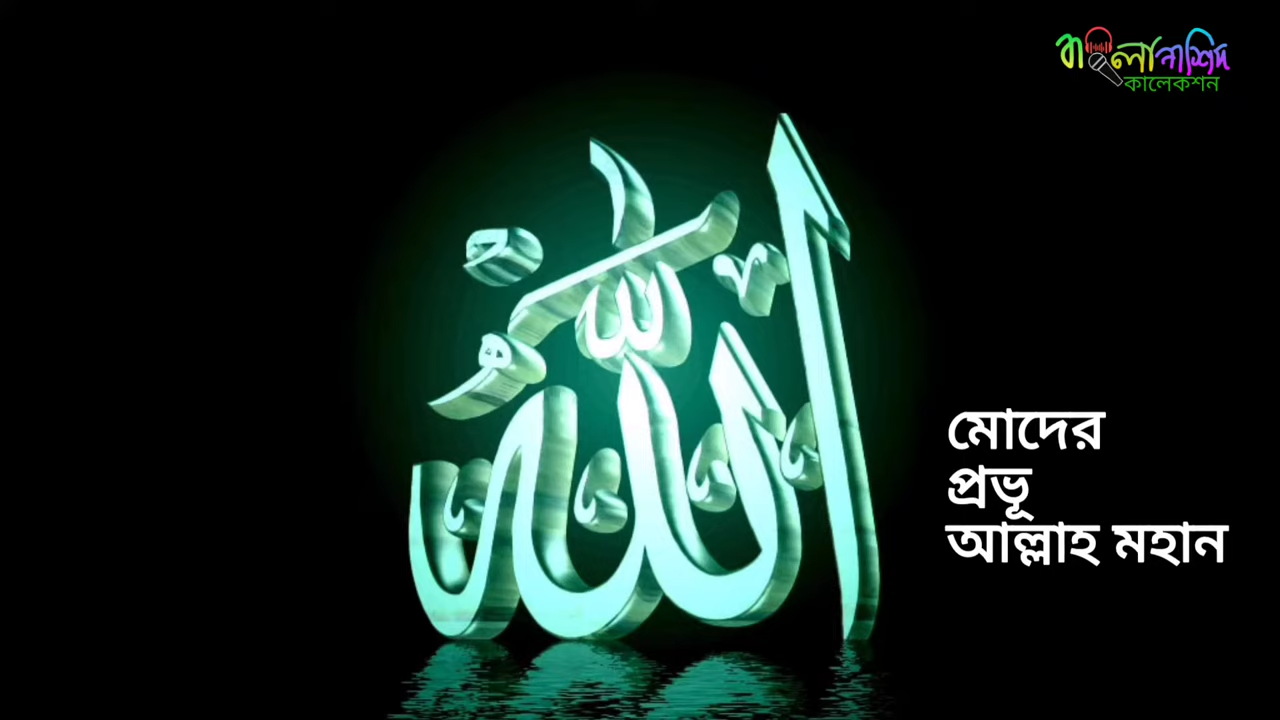 বাংলা নাশিদ
কালেকশন
الله
মোদের
প্রভূ
আল্লাহ মহান